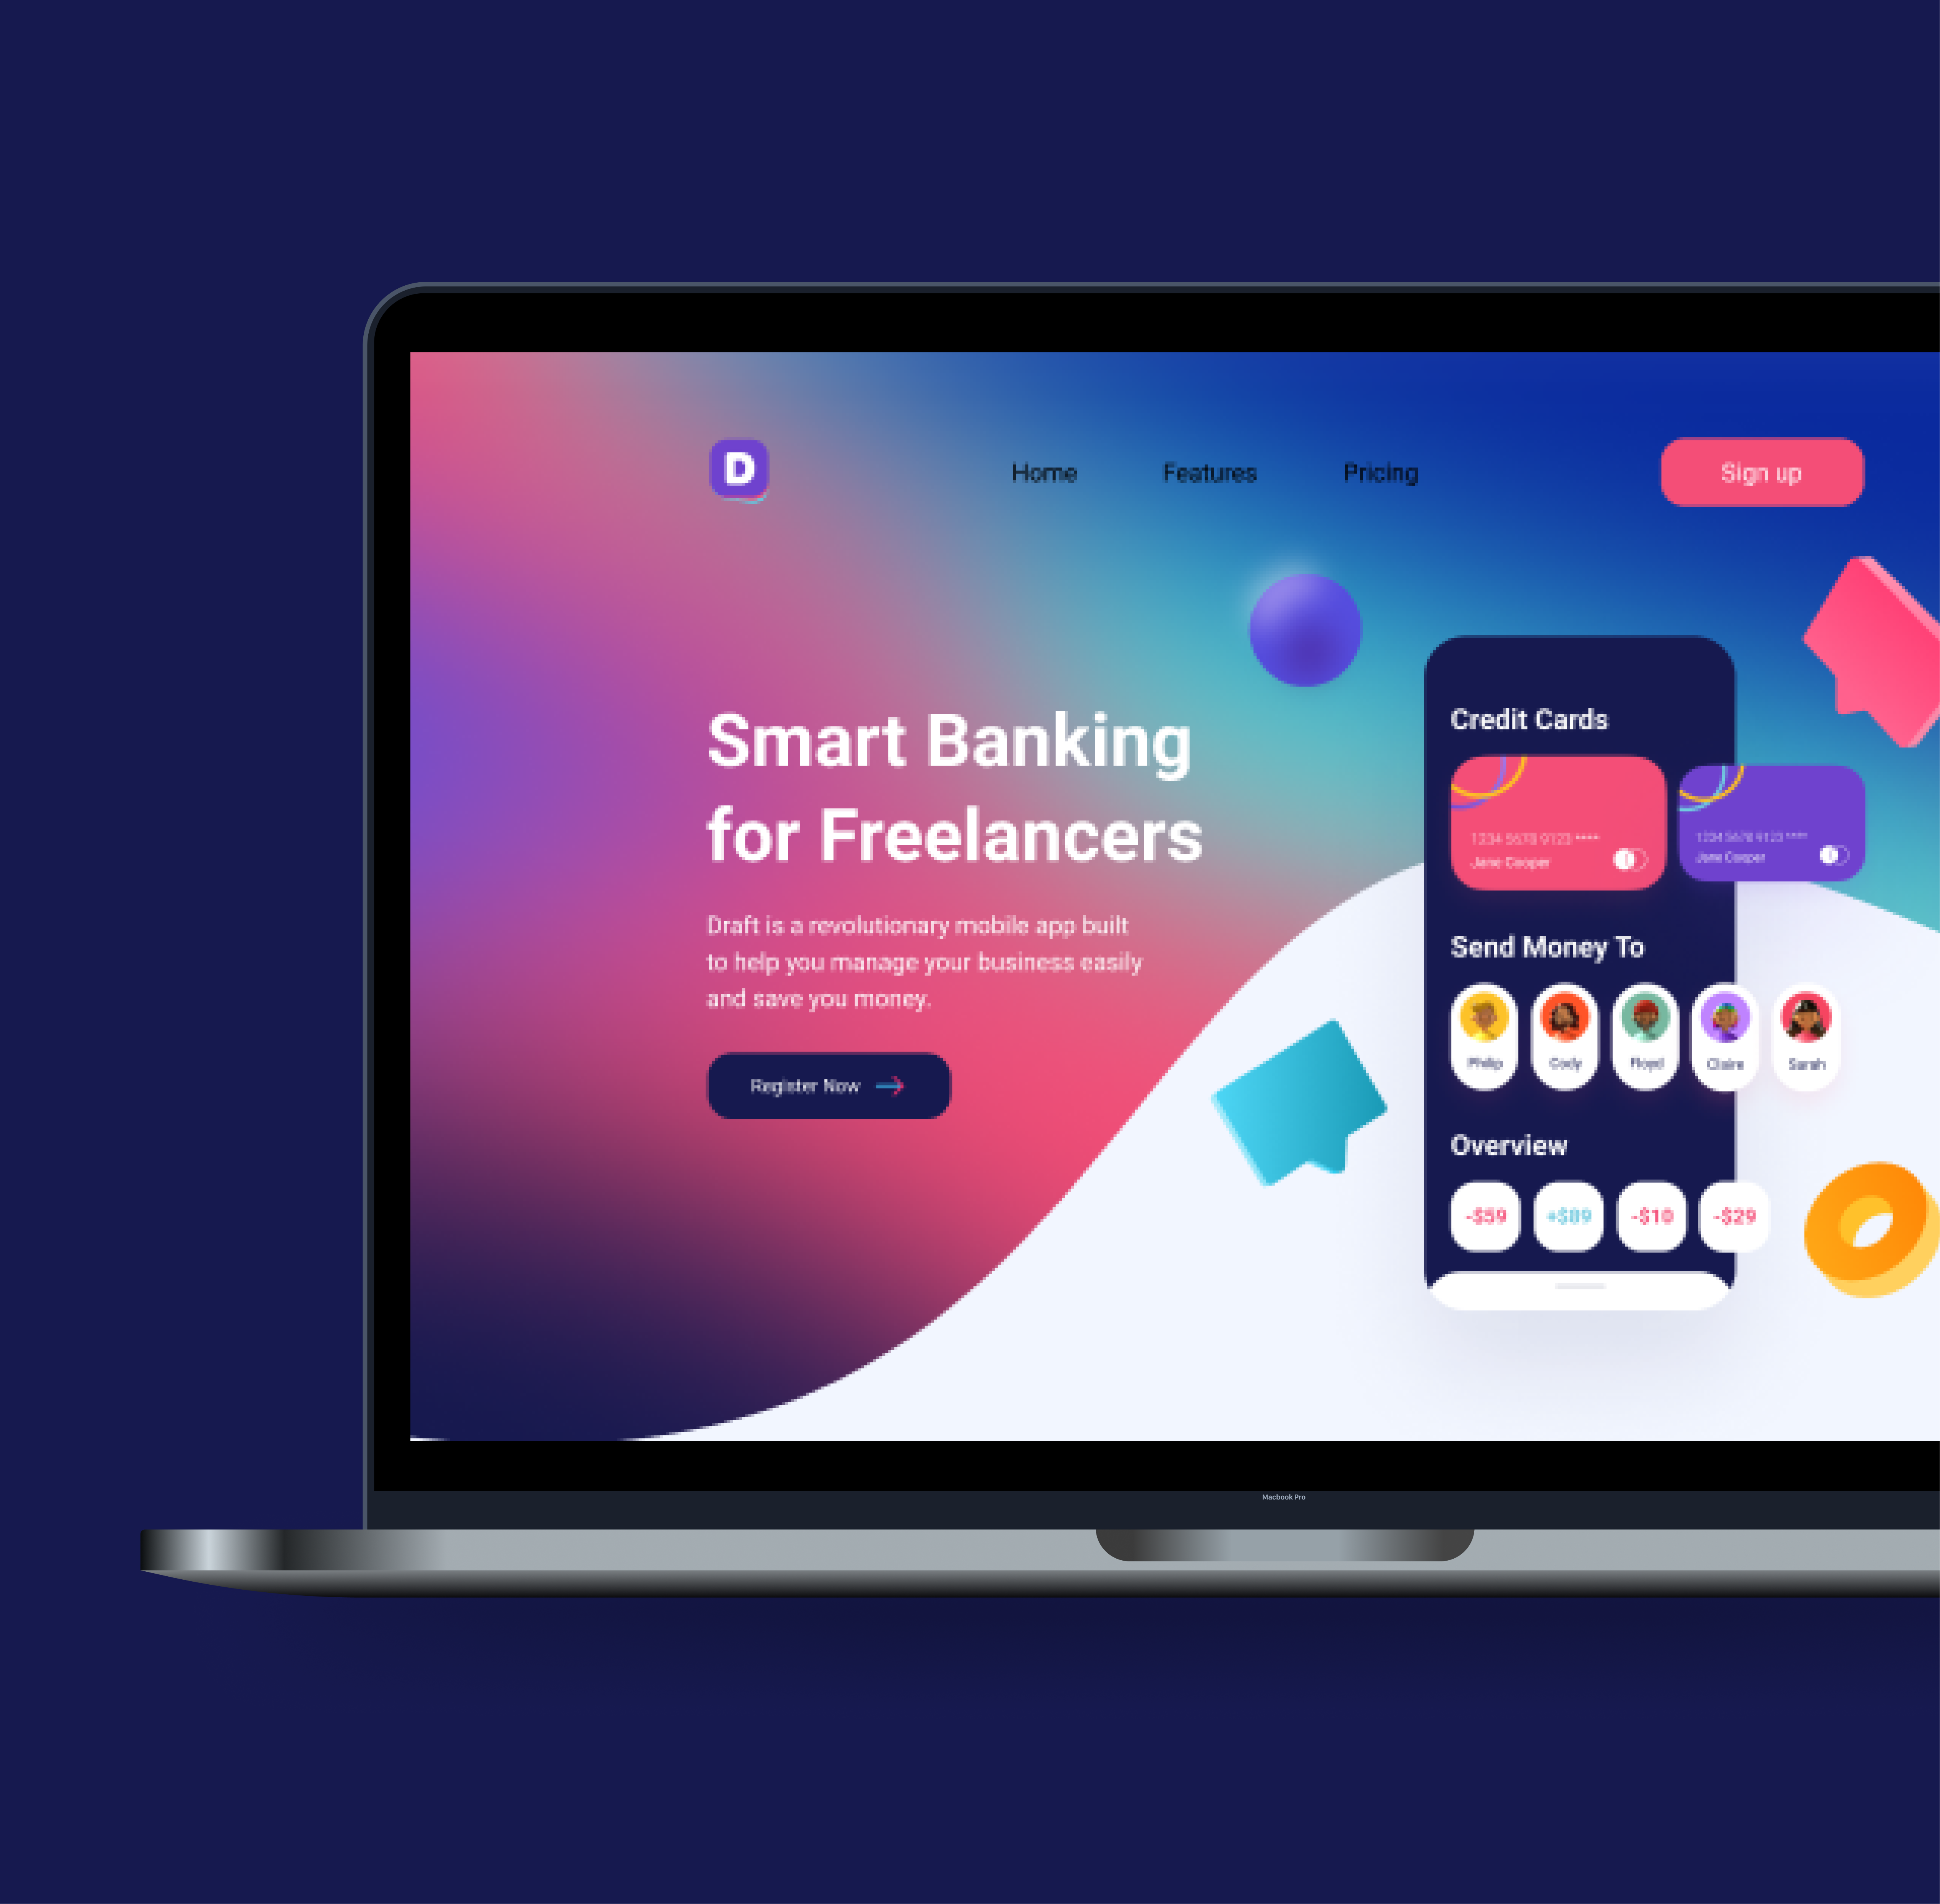 D
Home
Features
Pricing
Sign up
Smart Banking
for Freelancers
Draft is a revolutionary mobile app built
to help you manage your business easily
and save you money.
Register Now
Credit Cards
1234 5678 9123 ****
Jane Cooper
1234 5678 9123 ****
Jane Cooper
Send Money To
Philip
Cody
Floyd
Claire
Sarah
Overview
-$59
+$89
-$10
-$29
Macbook Pro